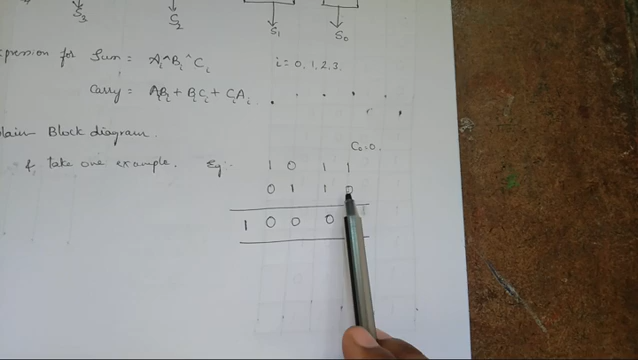 S3 S2 S1 S0
expression for Sum = Ai^Bi^Ci i = 0, 1, 2, 3.
Carry = AiBi + BiCi + CiAi
Block diagram.
& take one example. Eg:- 1 0 1 1 C0=0.
0 1 1 0
1 0 0 0